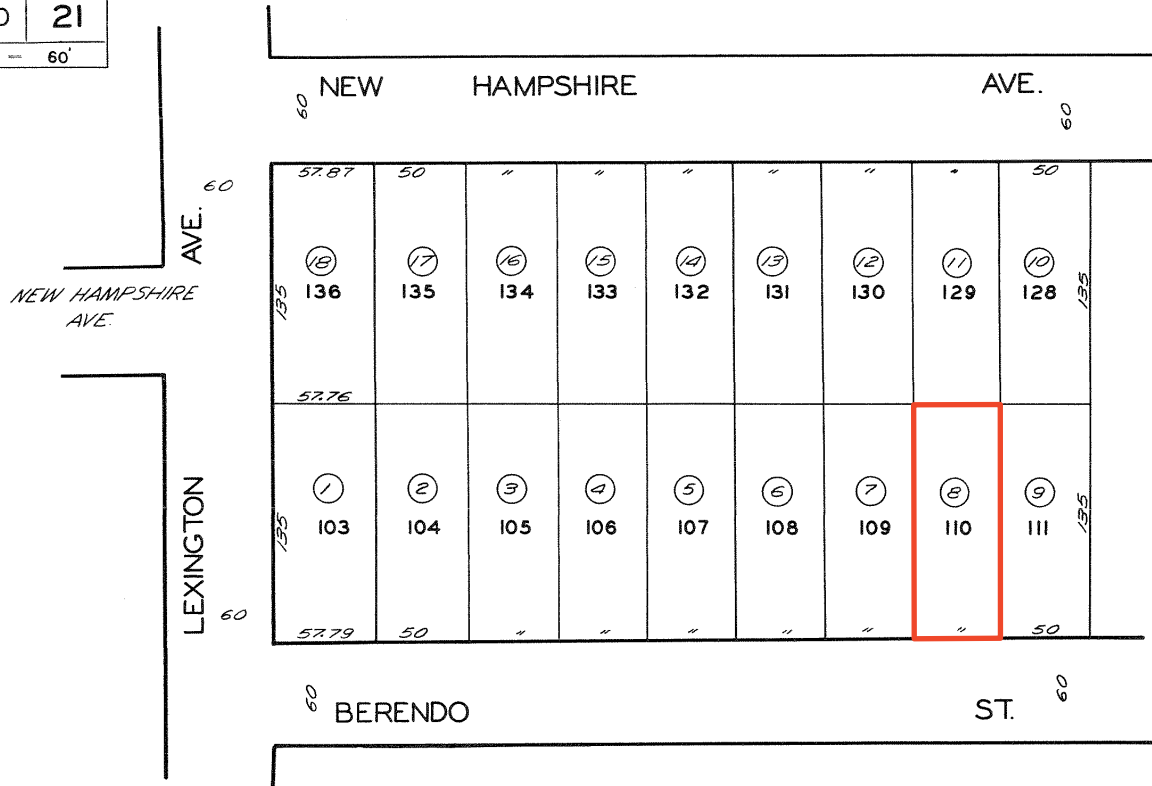 21
60'
NEW HAMPSHIRE AVE.
60 60
57.87 50 " " " " " " 50
60
AVE.
18 17 16 15 14 13 12 11 10
136 135 134 133 132 131 130 129 128
135 135
NEW HAMPSHIRE
AVE.
57.76
1 2 3 4 5 6 7 8 9
103 104 105 106 107 108 109 110 111
135 135
LEXINGTON
60
57.79 50 " " " " " " 50
60 60
BERENDO ST.